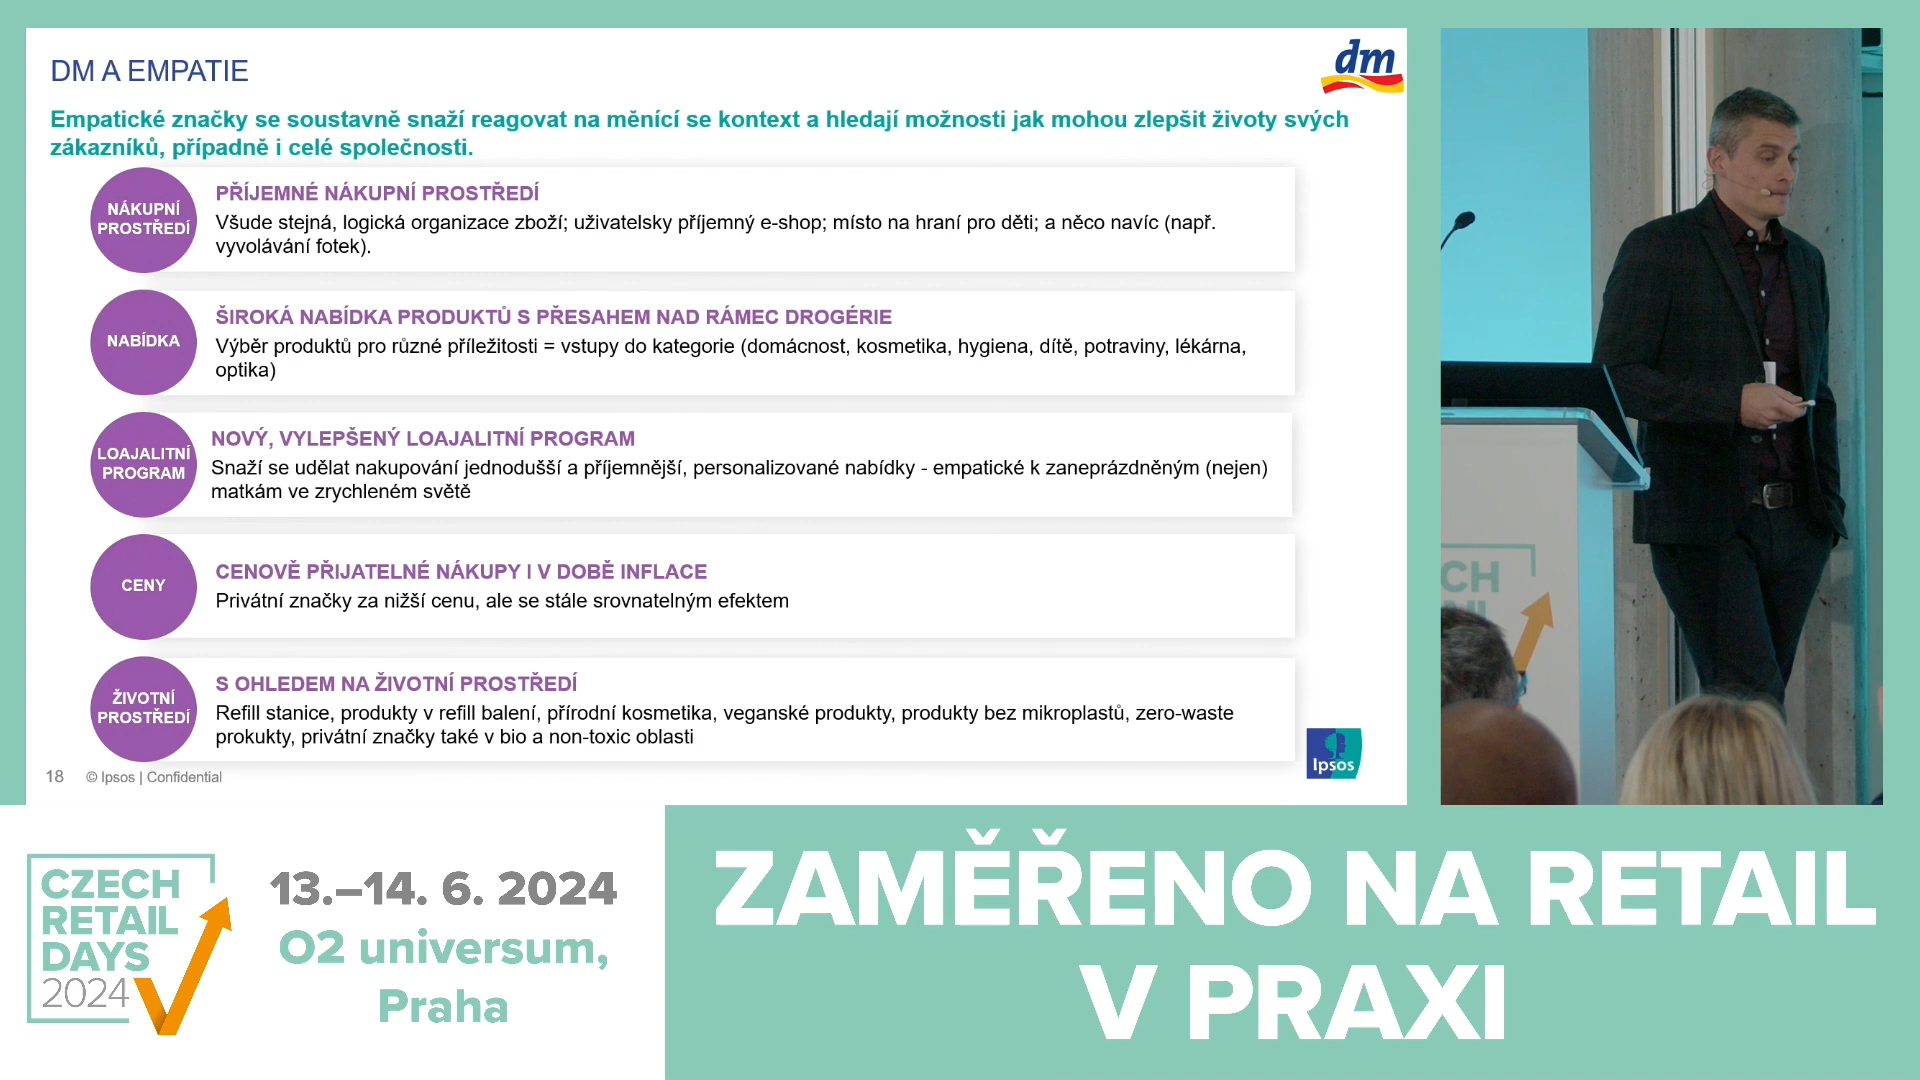 DM A EMPATIE
dm
Empatické značky se soustavně snaží reagovat na měnící se kontext a hledají možnosti jak mohou zlepšit životy svých
zákazníků, případně i celé společnosti.
NÁKUPNÍ
PROSTŘEDÍ
PŘÍJEMNÉ NÁKUPNÍ PROSTŘEDÍ
Všude stejná, logická organizace zboží; uživatelsky příjemný e-shop; místo na hraní pro děti; a něco navíc (např.
vyvolávání fotek).
NABÍDKA
ŠIROKÁ NABÍDKA PRODUKTŮ S PŘESAHEM NAD RÁMEC DROGÉRIE
Výběr produktů pro různé příležitosti = vstupy do kategorie (domácnost, kosmetika, hygiena, dítě, potraviny, lékárna,
optika)
LOAJALITNÍ
PROGRAM
NOVÝ, VYLEPŠENÝ LOAJALITNÍ PROGRAM
Snaží se udělat nakupování jednodušší a příjemnější, personalizované nabídky - empatické k zaneprázdněným (nejen)
matkám ve zrychleném světě
CENY
CENOVĚ PŘIJATELNÉ NÁKUPY I V DOBĚ INFLACE
Privátní značky za nižší cenu, ale se stále srovnatelným efektem
ŽIVOTNÍ
PROSTŘEDÍ
S OHLEDEM NA ŽIVOTNÍ PROSTŘEDÍ
Refill stanice, produkty v refill balení, přírodní kosmetika, veganské produkty, produkty bez mikroplastů, zero-waste
prokukty, privátní značky také v bio a non-toxic oblasti
18 © Ipsos | Confidential
Ipsos
CH
CZECH
RETAIL
DAYS
2024
13.–14. 6. 2024
O2 universum,
Praha
ZAMĚŘENO NA RETAIL
V PRAXI